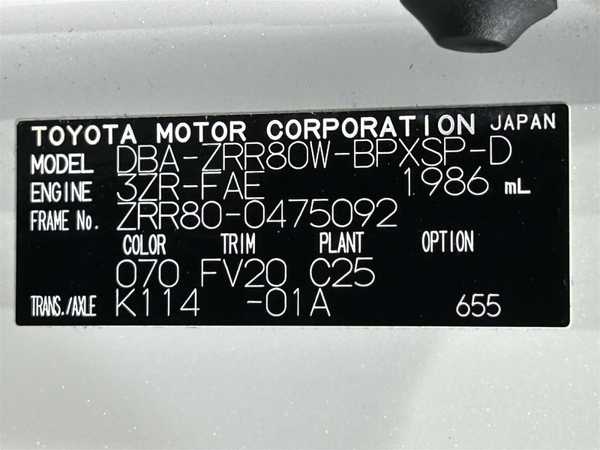 TOYOTA MOTOR CORPORATION JAPAN
MODEL DBA-ZRR80W-BPXSP-D
ENGINE 3ZR-FAE 1986 mL
FRAME No. ZRR80-0475092
COLOR TRIM PLANT OPTION
070 FV20 C25
TRANS./AXLE K114 -01A 655